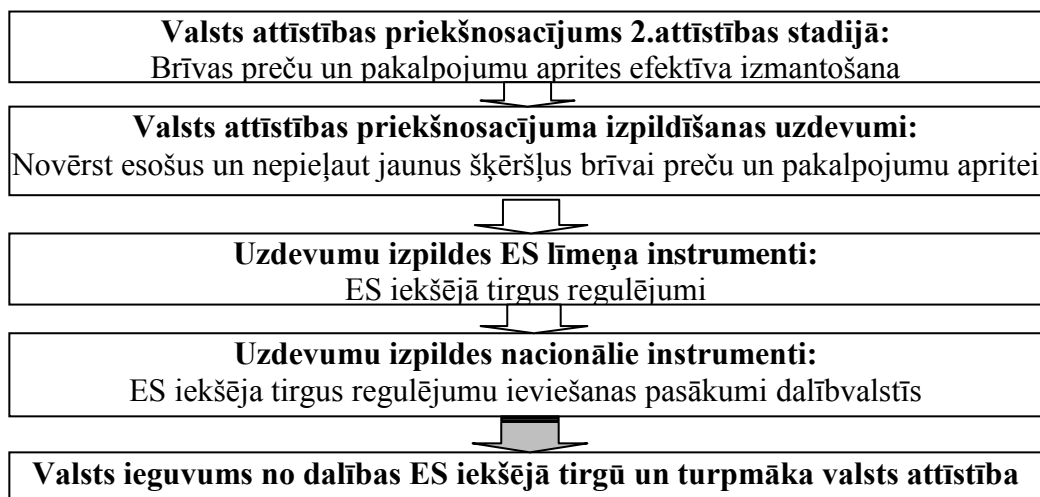 Valsts attīstības priekšnosacījums 2.attīstības stadijā:
Brīvas preču un pakalpojumu aprites efektīva izmantošana
Valsts attīstības priekšnosacījuma izpildīšanas uzdevumi:
Novērst esošus un nepieļaut jaunus šķēršļus brīvai preču un pakalpojumu apritei
Uzdevumu izpildes ES līmeņa instrumenti:
ES iekšējā tirgus regulējumi
Uzdevumu izpildes nacionālie instrumenti:
ES iekšēja tirgus regulējumu ieviešanas pasākumi dalībvalstīs
Valsts ieguvums no dalības ES iekšējā tirgū un turpmāka valsts attīstība